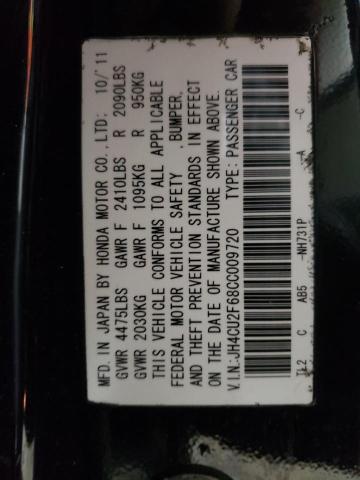 MFD. IN JAPAN BY HONDA MOTOR CO., LTD: 10/'11
GVWR 4475LBS GAWR F 2410LBS R 2090LBS
GVWR 2030KG GAWR F 1095KG R 950KG
THIS VEHICLE CONFORMS TO ALL APPLICABLE
FEDERAL MOTOR VEHICLE SAFETY ,BUMPER,
AND THEFT PREVENTION STANDARDS IN EFFECT
ON THE DATE OF MANUFACTURE SHOWN ABOVE.
V.I.N:JH4CU2F68CC009720 TYPE: PASSENGER CAR
TL2 C AB5 -NH731P -A -C